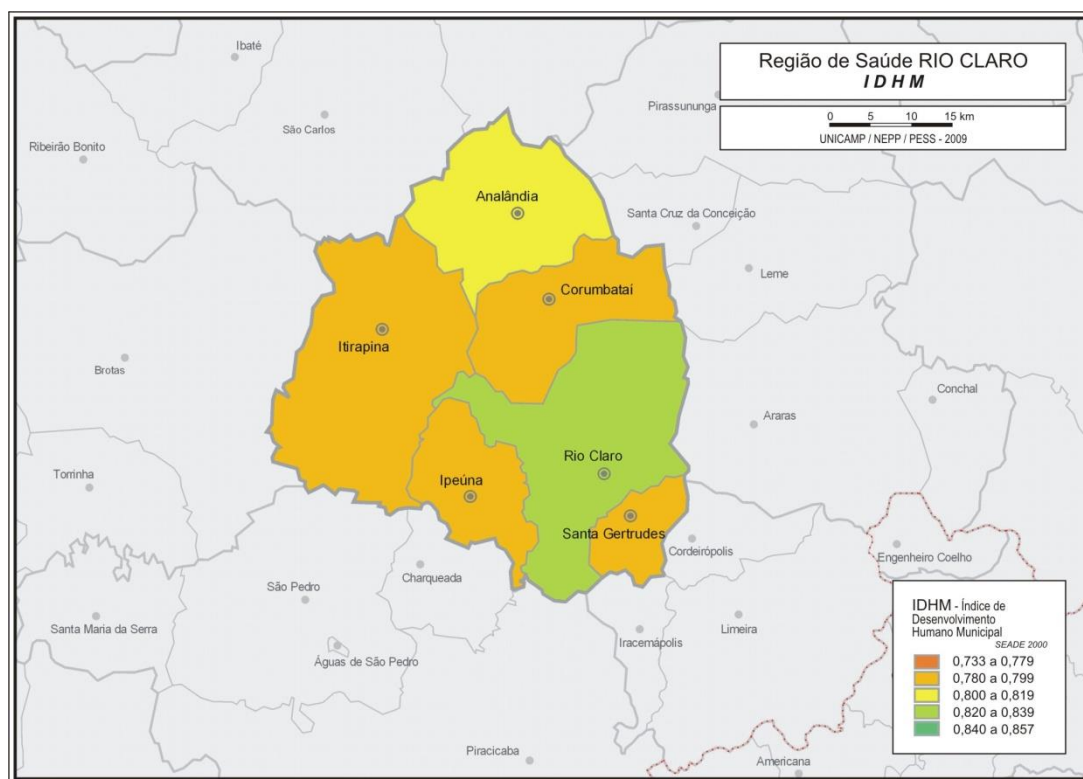 Região de Saúde RIO CLARO
IDHM
0 5 10 15 km
UNICAMP / NEPP / PESS - 2009
Ibaté
Pirassununga
São Carlos
Ribeirão Bonito
Analândia
Santa Cruz da Conceição
Leme
Corumbataí
Itirapina
Brotas
Conchal
Araras
Rio Claro
Torrinha
Ipeúna
Santa Gertrudes
Cordeirópolis
Engenheiro Coelho
Charqueada
São Pedro
Santa Maria da Serra
Limeira
Iracemápolis
Águas de São Pedro
Piracicaba
Americana
IDHM - Índice de
Desenvolvimento
Humano Municipal
SEADE 2000
0,733 a 0,779
0,780 a 0,799
0,800 a 0,819
0,820 a 0,839
0,840 a 0,857